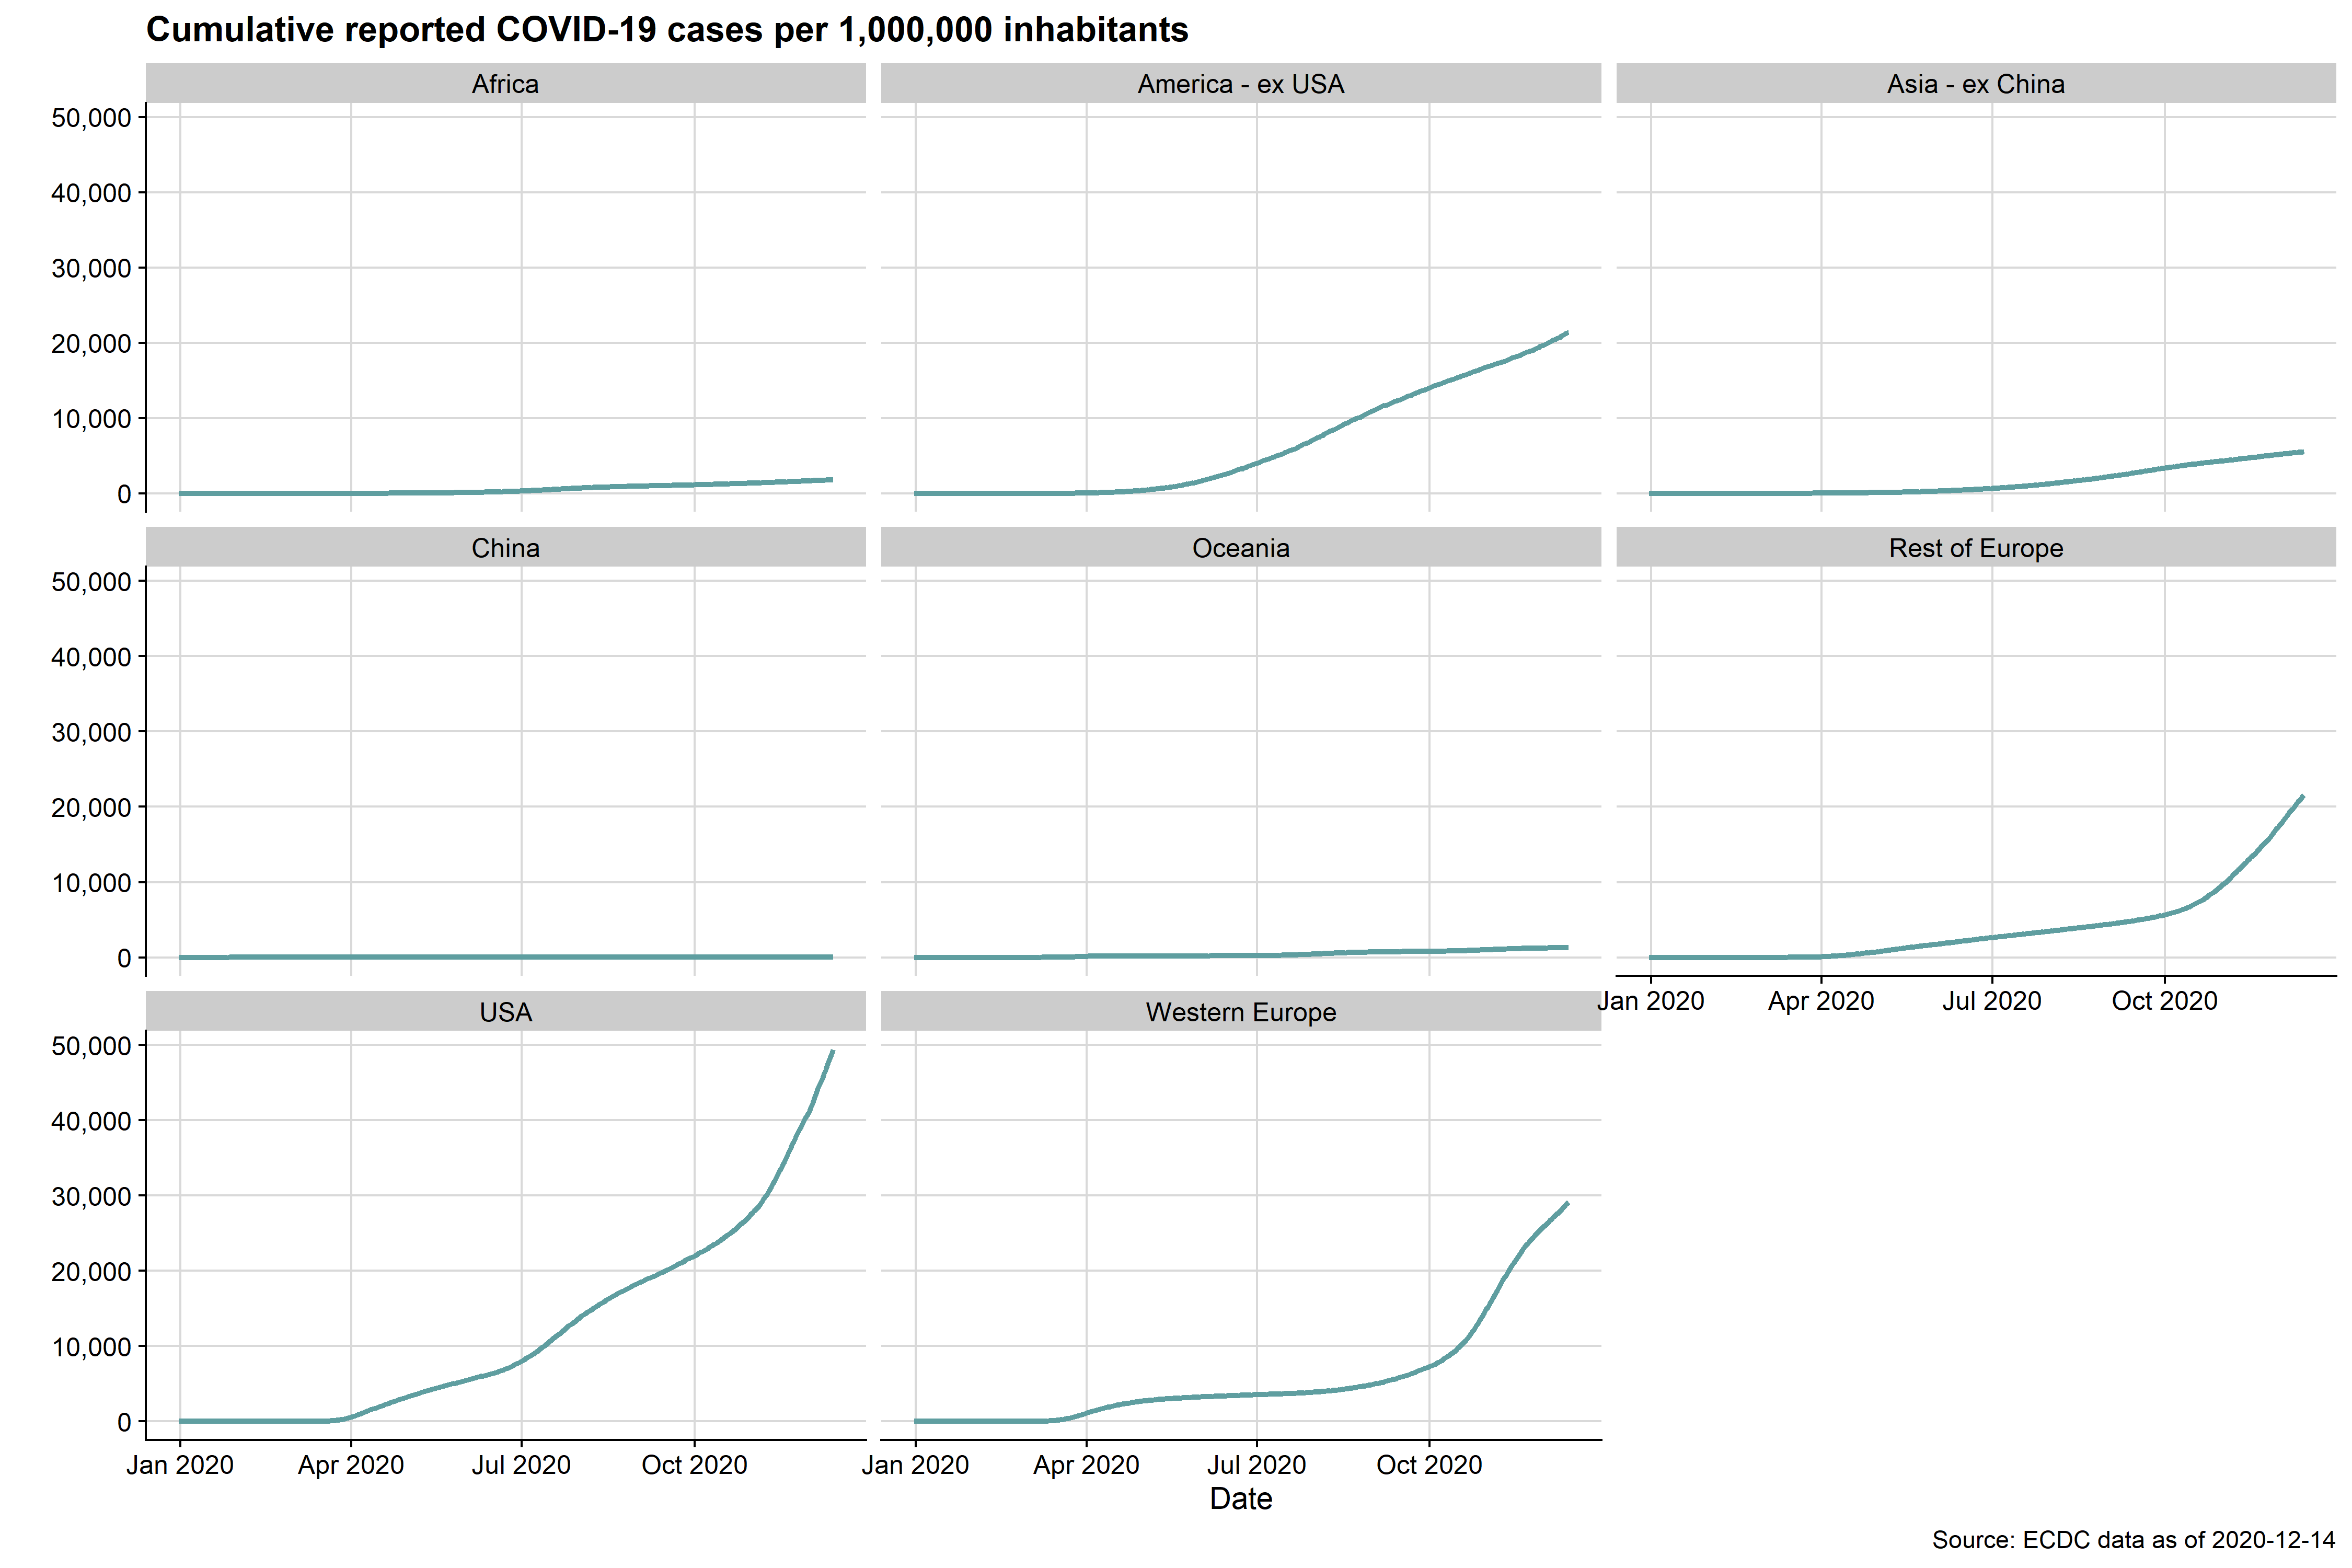 Cumulative reported COVID-19 cases per 1,000,000 inhabitants
Africa
America - ex USA
Asia - ex China
50,000
40,000
30,000
20,000
10,000
0
China
Oceania
Rest of Europe
50,000
40,000
30,000
20,000
10,000
0
Jan 2020 Apr 2020 Jul 2020 Oct 2020
USA
Western Europe
50,000
40,000
30,000
20,000
10,000
0
Jan 2020 Apr 2020 Jul 2020 Oct 2020
Jan 2020 Apr 2020 Jul 2020 Oct 2020
Date
Source: ECDC data as of 2020-12-14